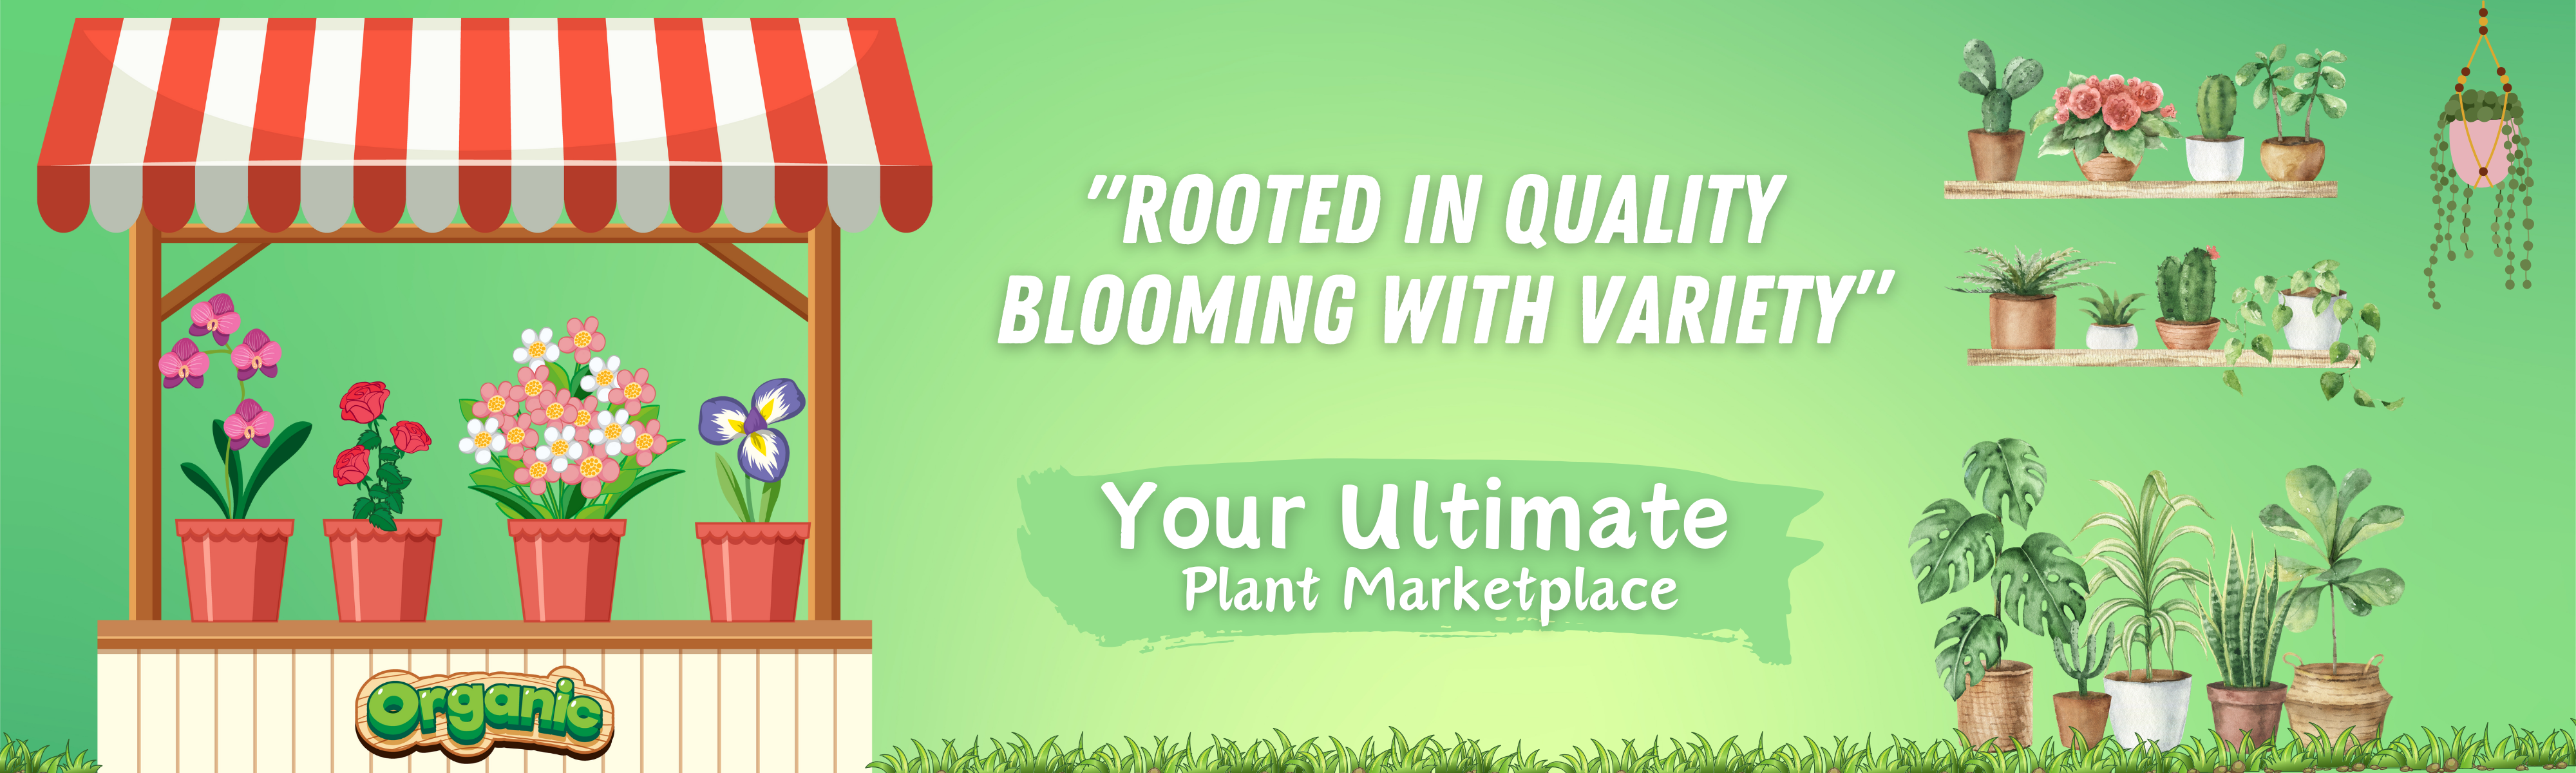 "ROOTED IN QUALITY
BLOOMING WITH VARIETY"
Your Ultimate
Plant Marketplace
Organic